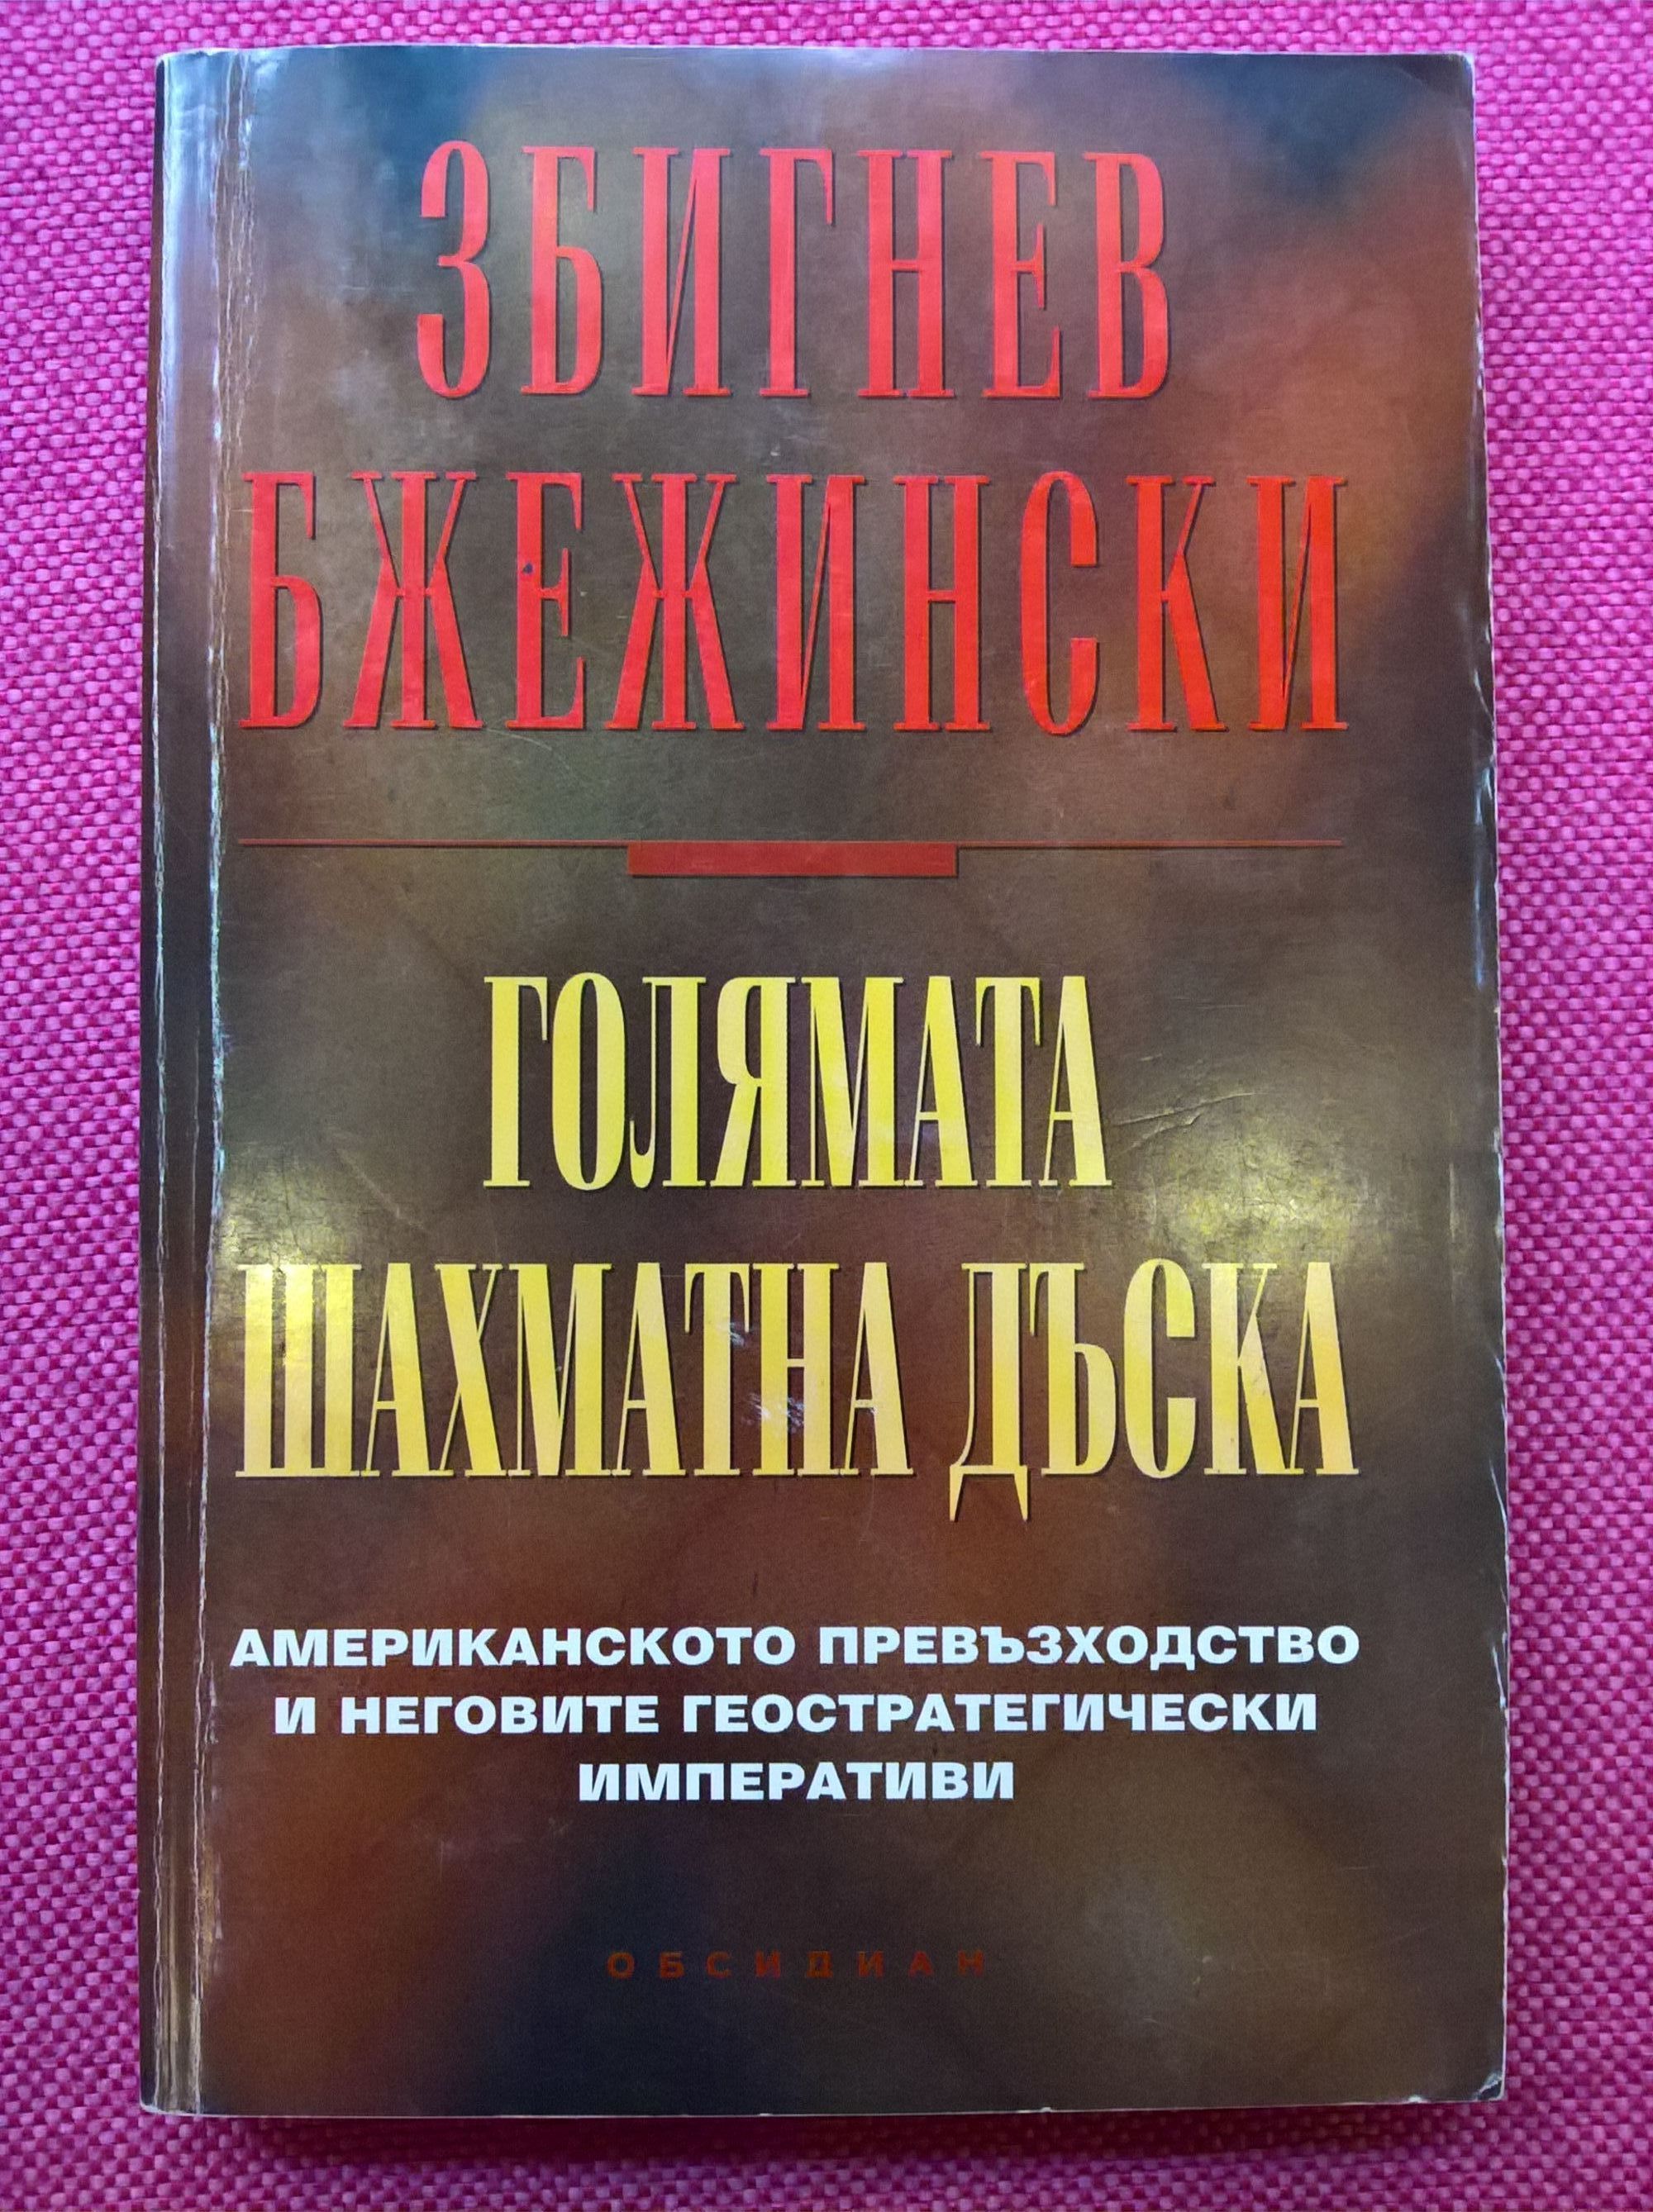 ЗБИГНЕВ
БЖЕЖИНСКИ
ГОЛЯМАТА
ШАХМАТНА ДЪСКА
АМЕРИКАНСКОТО ПРЕВЪЗХОДСТВО
И НЕГОВИТЕ ГЕОСТРАТЕГИЧЕСКИ
ИМПЕРАТИВИ
ОБСИДИАН